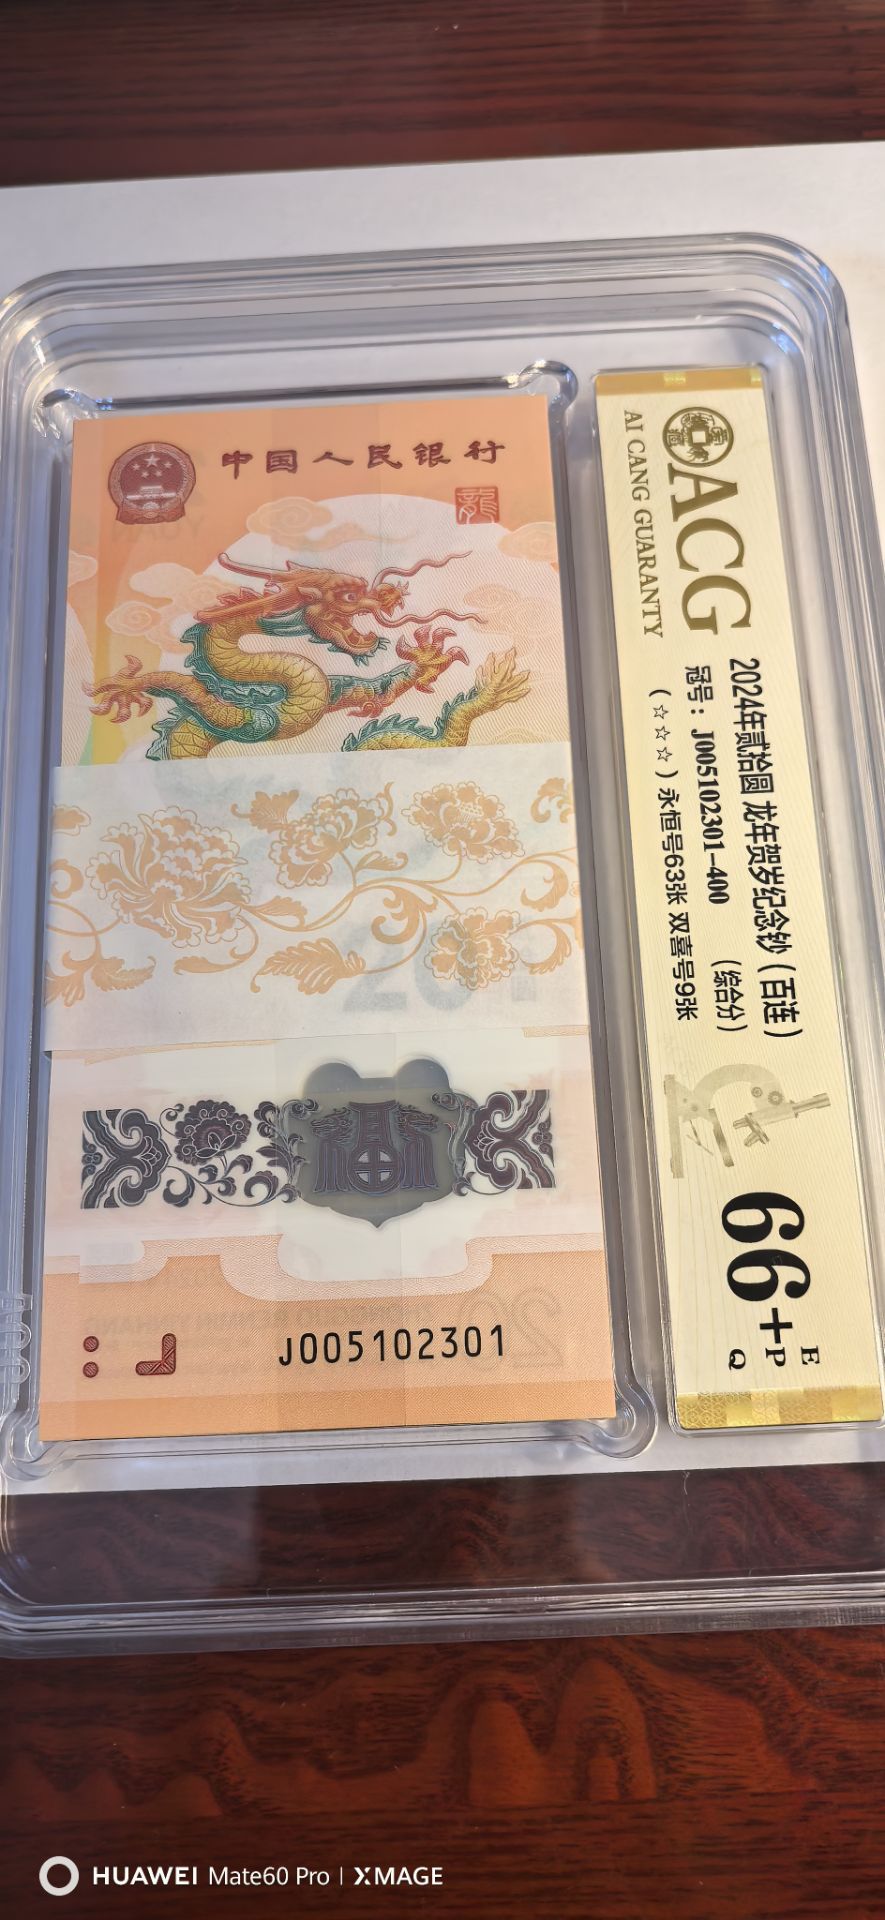 中国人民银行
龍
J005102301
ACG
AI CANG GUARANTY
2024年贰拾圆 龙年贺岁纪念钞（百连）
冠号：J005102301-400 （综合分）
（☆☆☆）永恒号63张 双喜号9张
66+
E
P
Q
HUAWEI Mate60 Pro | XMAGE